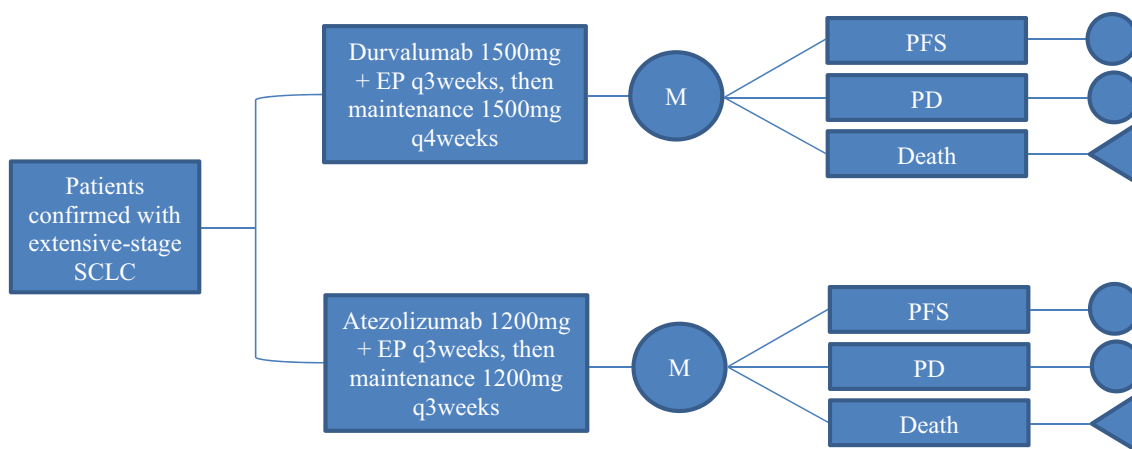 Patients
confirmed with
extensive-stage
SCLC
Durvalumab 1500mg
+ EP q3weeks, then
maintenance 1500mg
q4weeks
M
PFS
PD
Death
Atezolizumab 1200mg
+ EP q3weeks, then
maintenance 1200mg
q3weeks
M
PFS
PD
Death